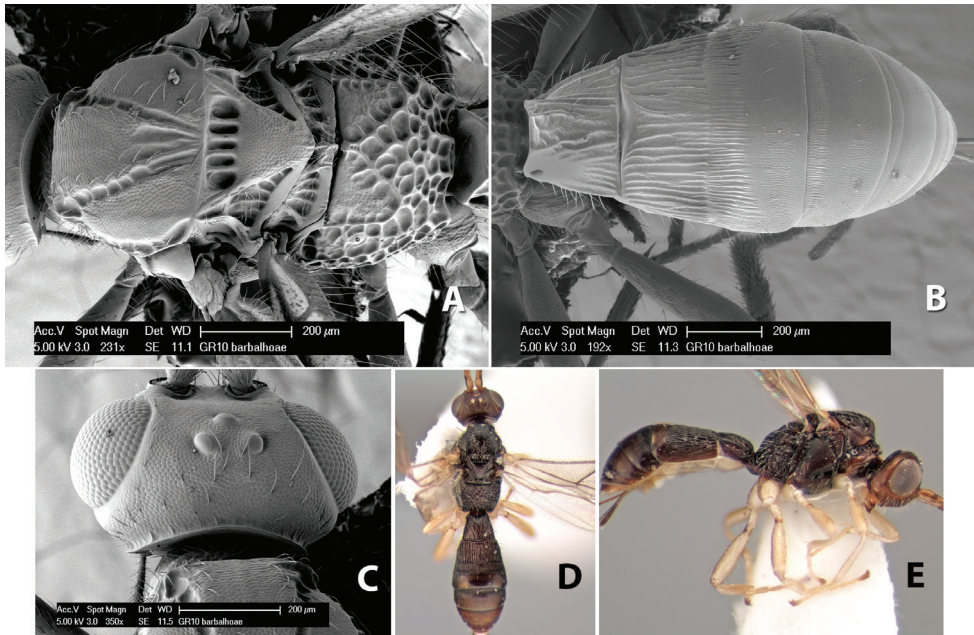 A
Acc.V Spot Magn Det WD 200 µm
5.00 kV 3.0 231x SE 11.1 GR10 barbalhoae
B
Acc.V Spot Magn Det WD 200 µm
5.00 kV 3.0 192x SE 11.3 GR10 barbalhoae
C
Acc.V Spot Magn Det WD 200 µm
5.00 kV 3.0 350x SE 11.5 GR10 barbalhoae
D
E